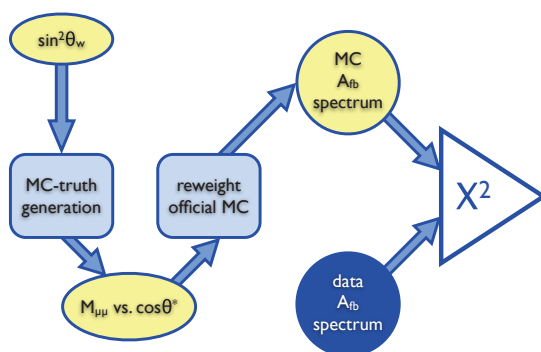 sin²θw
MC-truth
generation
Mμμ vs. cosθ*
reweight
official MC
MC
Afb
spectrum
data
Afb
spectrum
X²